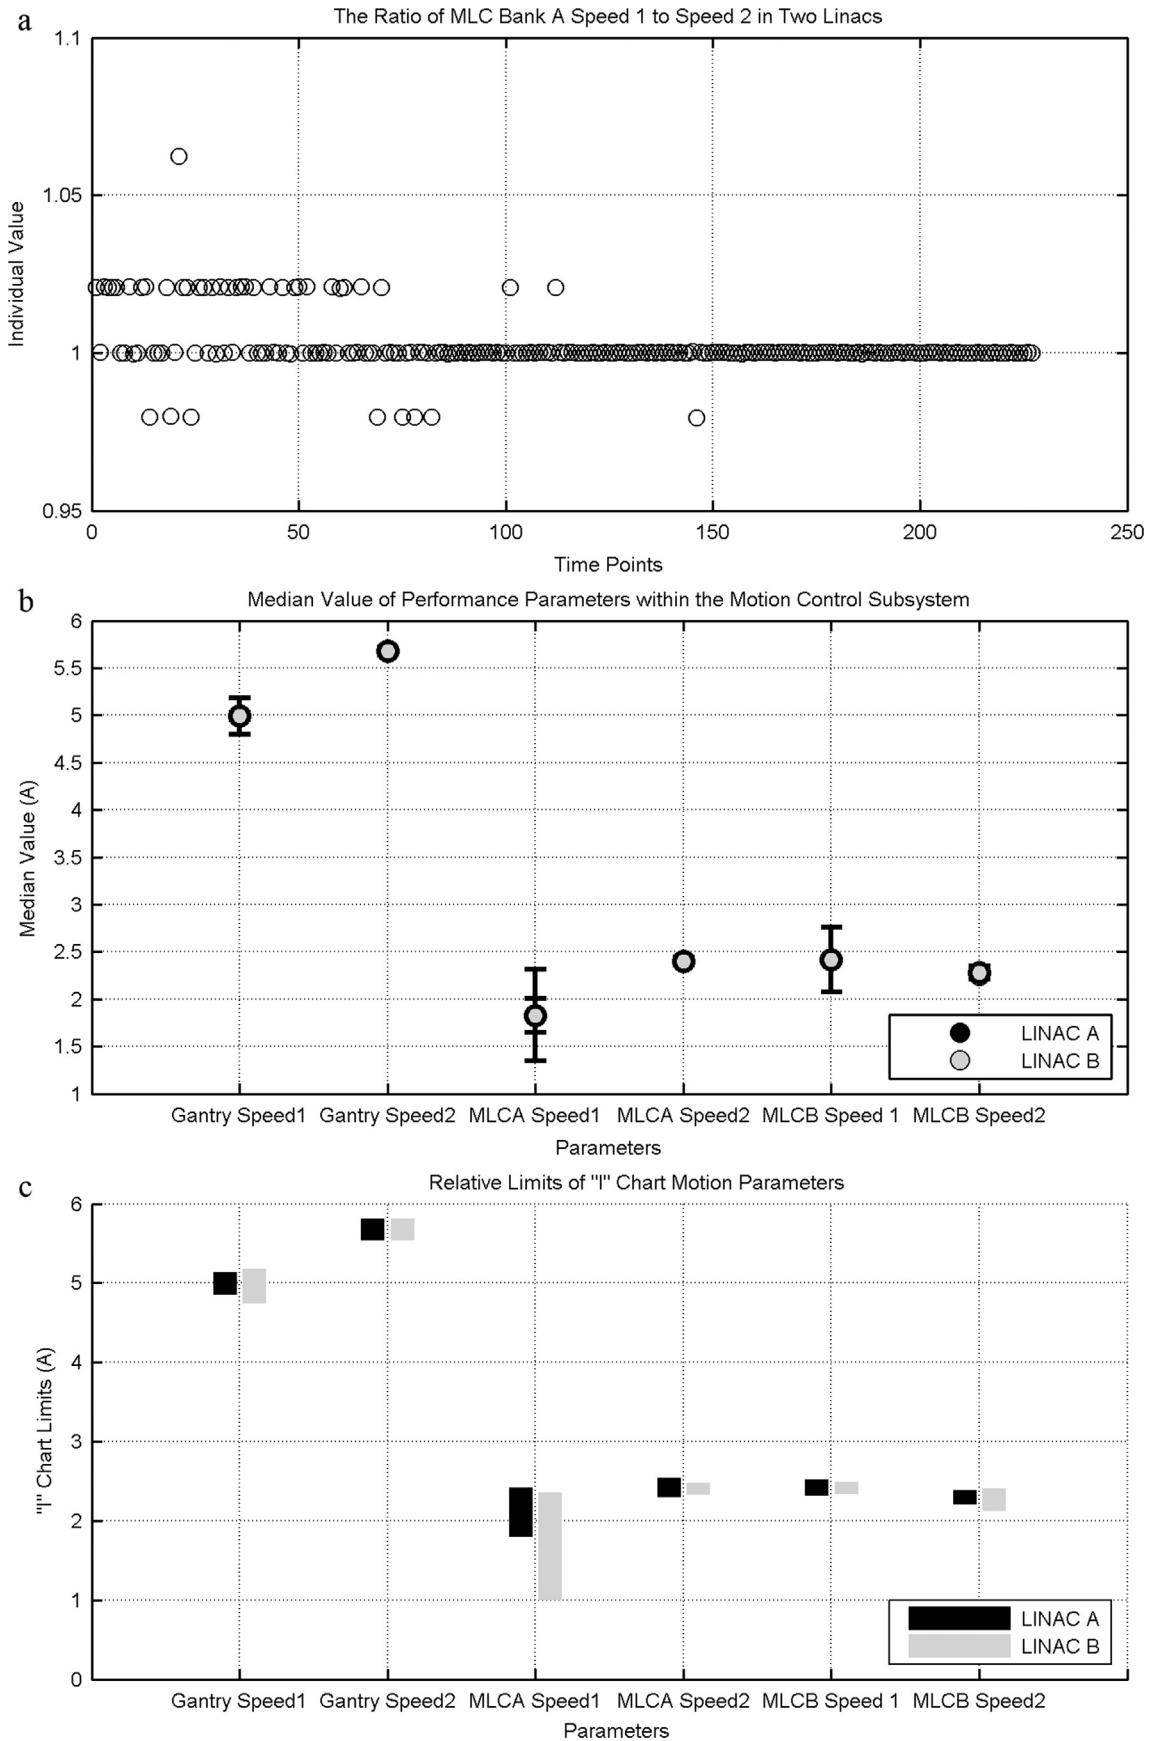 a
The Ratio of MLC Bank A Speed 1 to Speed 2 in Two Linacs
1.1
1.05
1
0.95
Individual Value
0 50 100 150 200 250
Time Points
b
Median Value of Performance Parameters within the Motion Control Subsystem
6
5.5
5
4.5
4
3.5
3
2.5
2
1.5
1
Median Value (A)
LINAC A
LINAC B
Gantry Speed1 Gantry Speed2 MLCA Speed1 MLCA Speed2 MLCB Speed 1 MLCB Speed2
Parameters
c
Relative Limits of "I" Chart Motion Parameters
6
5
4
3
2
1
0
"I" Chart Limits (A)
LINAC A
LINAC B
Gantry Speed1 Gantry Speed2 MLCA Speed1 MLCA Speed2 MLCB Speed 1 MLCB Speed2
Parameters